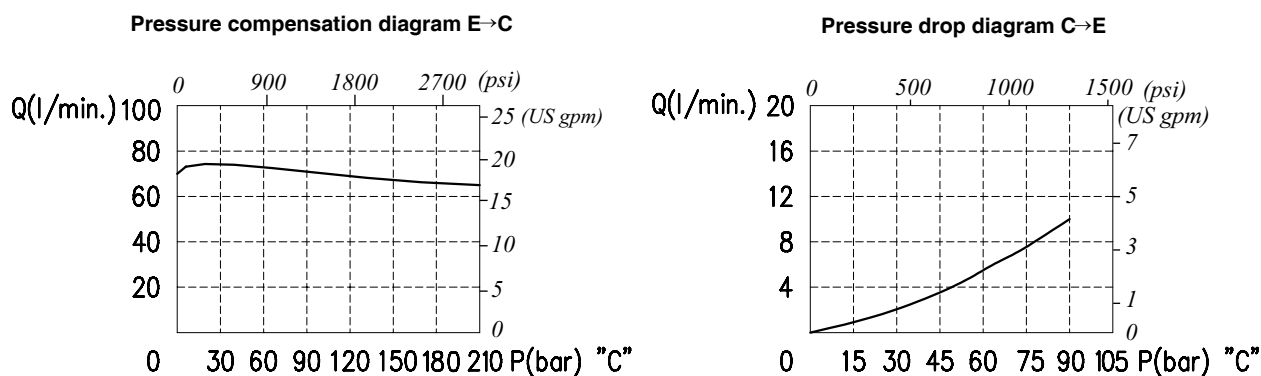 Pressure compensation diagram E→C
0 900 1800 2700 (psi)
Q(l/min.) 100
80
60
40
20
25 (US gpm)
20
15
10
5
0
0 30 60 90 120 150 180 210 P(bar) "C"
Pressure drop diagram C→E
0 500 1000 1500 (psi)
Q(l/min.) 20
16
12
8
4
(US gpm)
7
5
3
1
0
0 15 30 45 60 75 90 105 P(bar) "C"